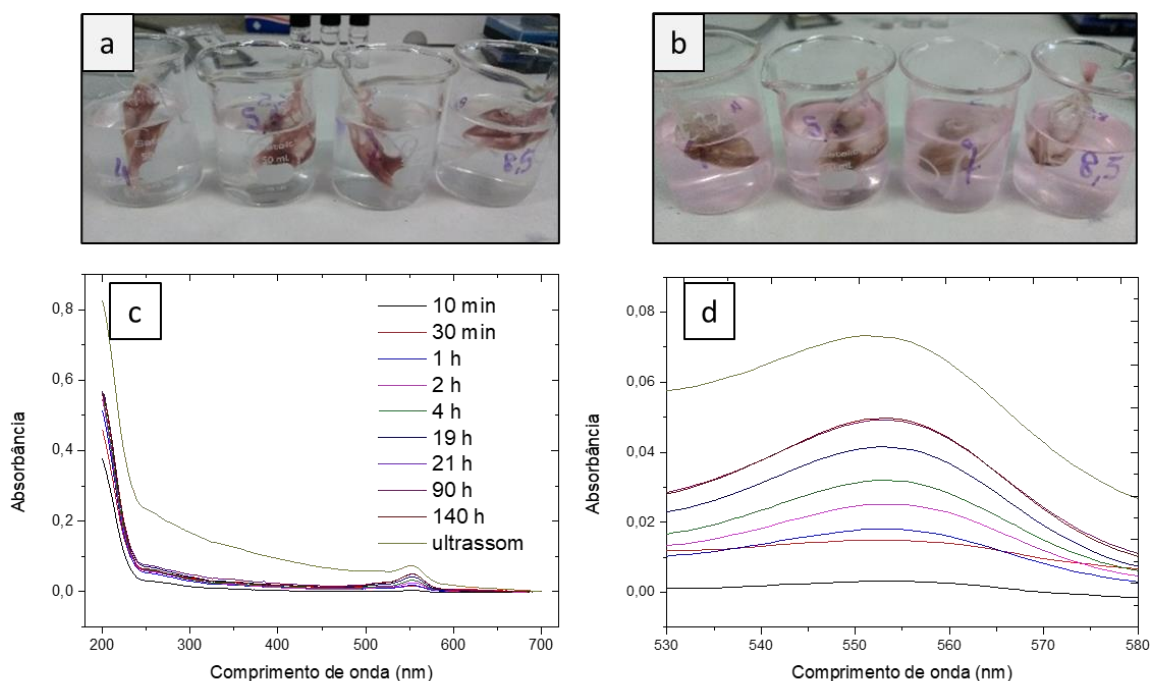 a
b
4
5
8,5
50 mL
5
9
8,5
c
0,8
0,6
0,4
0,2
0,0
Absorbância
200
300
400
500
600
700
Comprimento de onda (nm)
10 min
30 min
1 h
2 h
4 h
19 h
21 h
90 h
140 h
ultrassom
d
0,08
0,06
0,04
0,02
0,00
Absorbância
530
540
550
560
570
580
Comprimento de onda (nm)